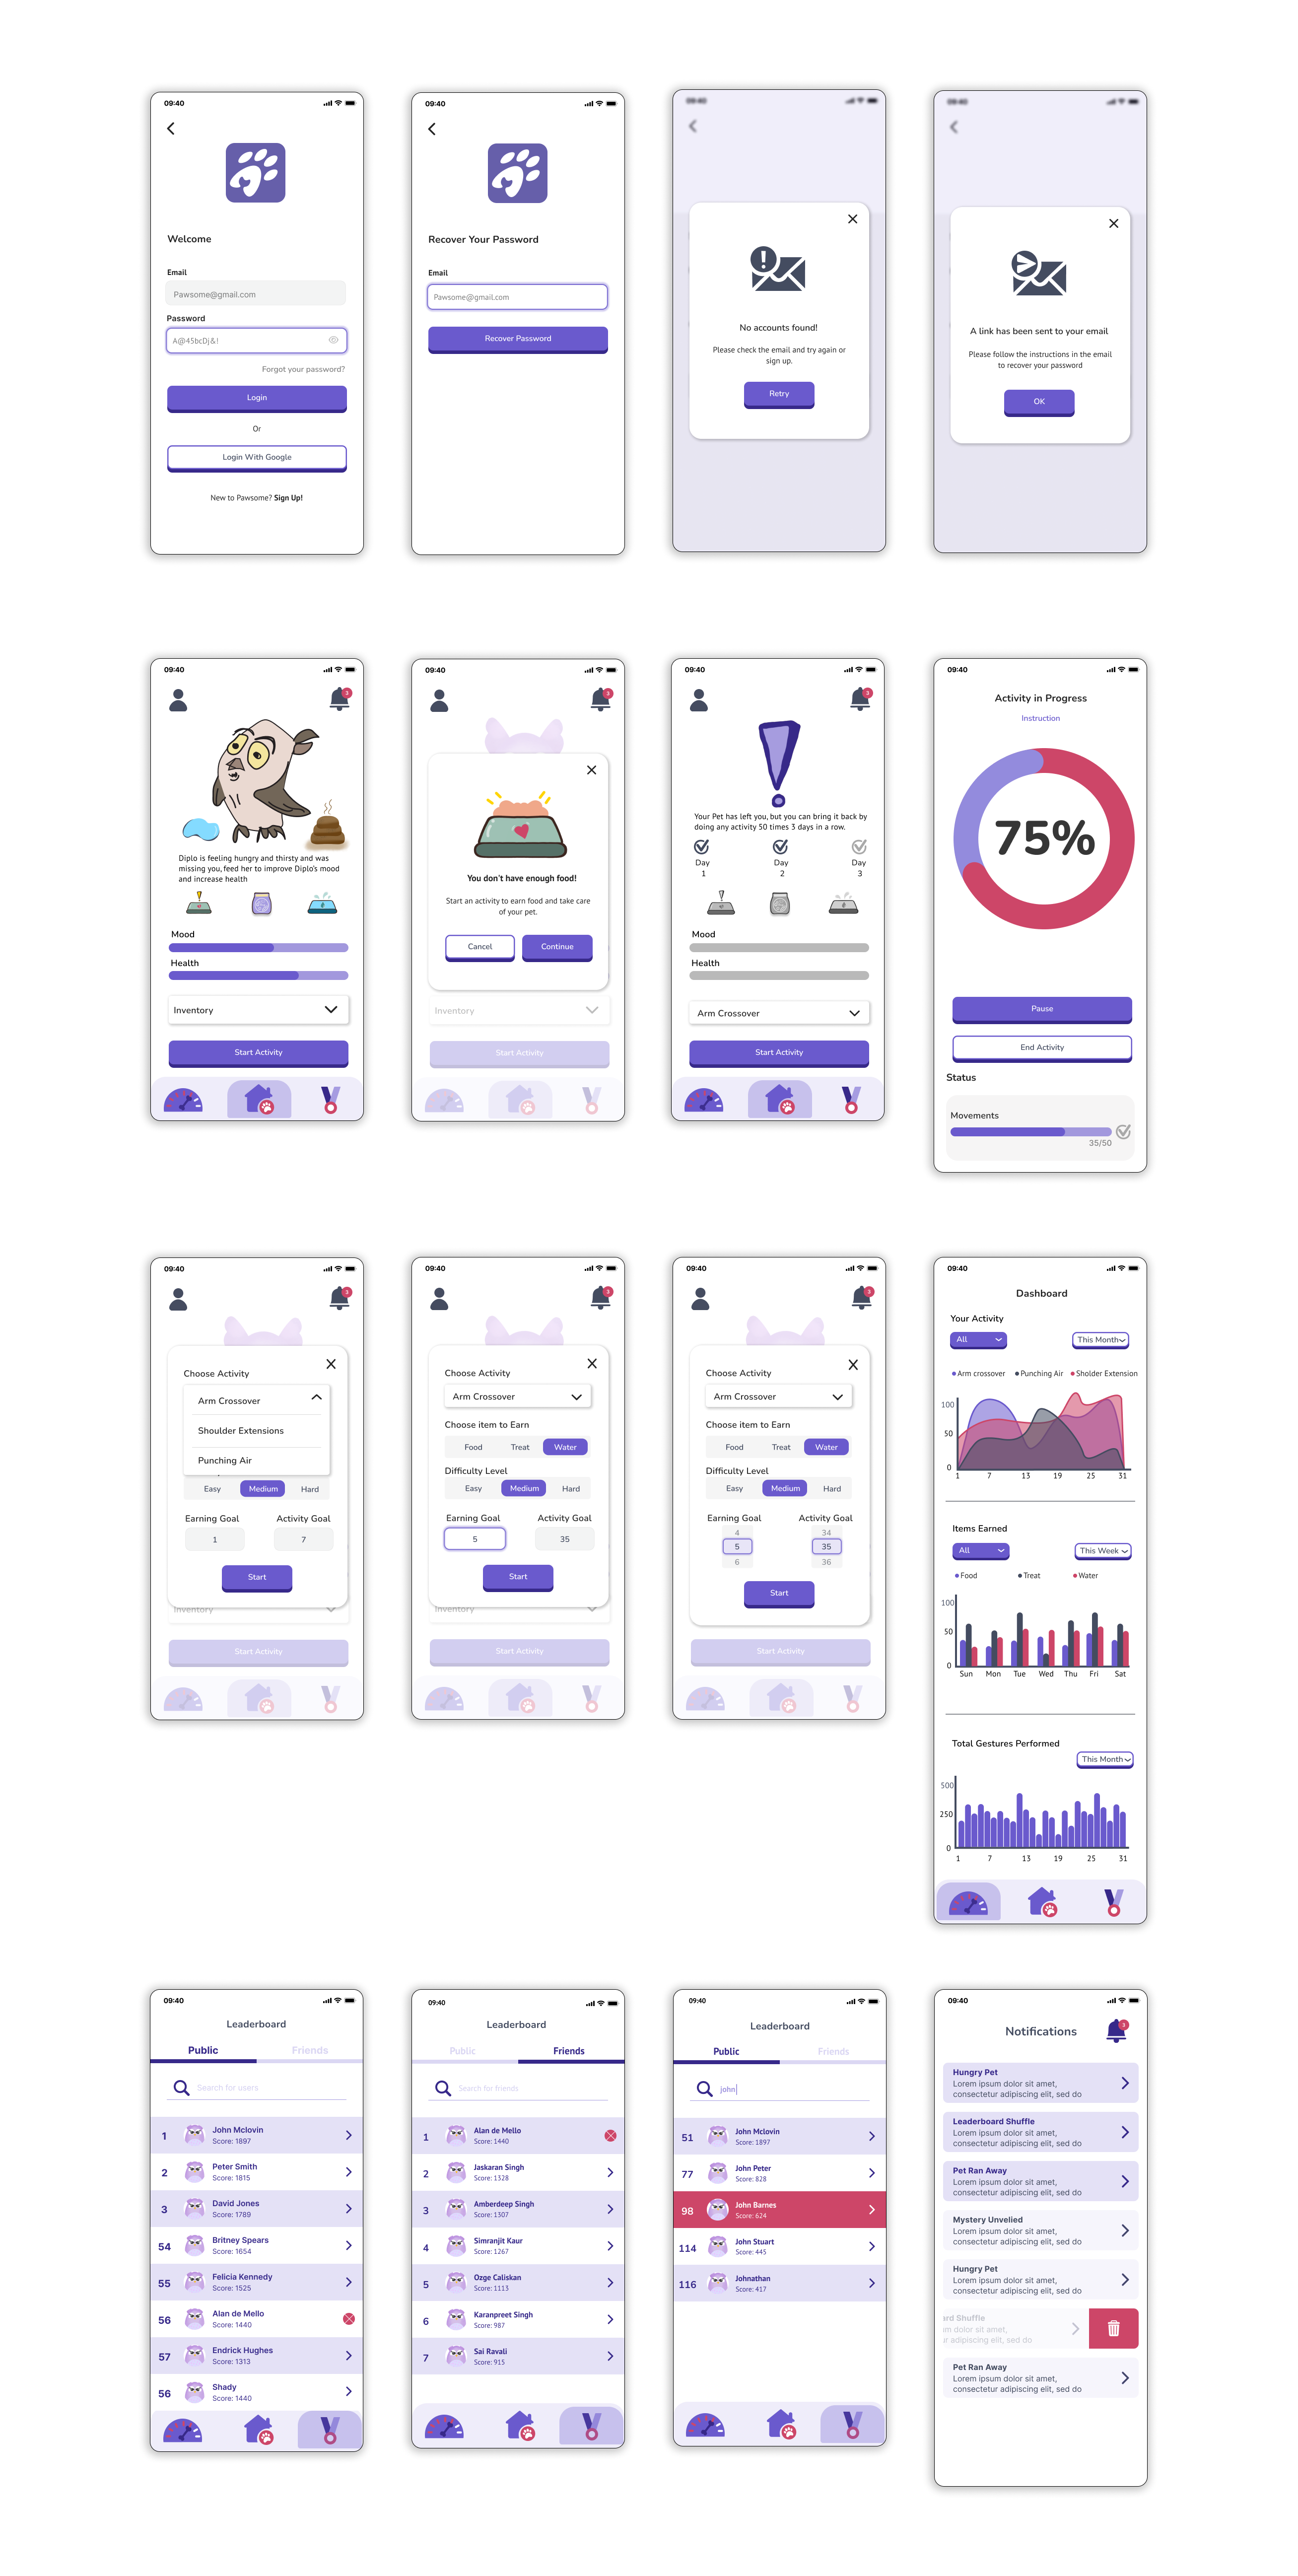 09:40
Welcome
Email
Pawsome@gmail.com
Password
A@45bcDj&!
Forgot your password?
Login
Or
Login With Google
New to Pawsome? Sign Up!
09:40
Recover Your Password
Email
Pawsome@gmail.com
Recover Password
09:40
No accounts found!
Please check the email and try again or
sign up.
Retry
09:40
A link has been sent to your email
Please follow the instructions in the email
to recover your password
OK
09:40
3
Diplo is feeling hungry and thirsty and was
missing you, feed her to improve Diplo's mood
and increase health
Mood
Health
Inventory
Start Activity
09:40
3
You don't have enough food!
Start an activity to earn food and take care
of your pet.
Cancel
Continue
Inventory
Start Activity
09:40
3
Your Pet has left you, but you can bring it back by
doing any activity 50 times 3 days in a row.
Day Day Day
1 2 3
Mood
Health
Arm Crossover
Start Activity
09:40
Activity in Progress
Instruction
75%
Pause
End Activity
Status
Movements
35/50
09:40
3
Choose Activity
Arm Crossover
Shoulder Extensions
Punching Air
Easy Medium Hard
Earning Goal Activity Goal
1 7
Start
Inventory
Start Activity
09:40
3
Choose Activity
Arm Crossover
Choose item to Earn
Food Treat Water
Difficulty Level
Easy Medium Hard
Earning Goal Activity Goal
5 35
Start
Inventory
Start Activity
09:40
3
Choose Activity
Arm Crossover
Choose item to Earn
Food Treat Water
Difficulty Level
Easy Medium Hard
Earning Goal Activity Goal
4 34
5 35
6 36
Start
Start Activity
09:40
Dashboard
Your Activity
All This Month
Arm crossover Punching Air Sholder Extension
100
50
0
1 7 13 19 25 31
Items Earned
All This Week
Food Treat Water
100
50
0
Sun Mon Tue Wed Thu Fri Sat
Total Gestures Performed
This Month
500
250
0
1 7 13 19 25 31
09:40
Leaderboard
Public Friends
Search for users
1 John Mclovin
Score: 1897
2 Peter Smith
Score: 1815
3 David Jones
Score: 1789
54 Britney Spears
Score: 1654
55 Felicia Kennedy
Score: 1525
56 Alan de Mello
Score: 1440
57 Endrick Hughes
Score: 1313
56 Shady
Score: 1440
09:40
Leaderboard
Public Friends
Search for friends
1 Alan de Mello
Score: 1440
2 Jaskaran Singh
Score: 1328
3 Amberdeep Singh
Score: 1307
4 Simranjit Kaur
Score: 1267
5 Ozge Caliskan
Score: 1113
6 Karanpreet Singh
Score: 987
7 Sai Ravali
Score: 915
09:40
Leaderboard
Public Friends
john
51 John Mclovin
Score: 1897
77 John Peter
Score: 828
98 John Barnes
Score: 624
114 John Stuart
Score: 445
116 Johnathan
Score: 417
09:40
Notifications
3
Hungry Pet
Lorem ipsum dolor sit amet,
consectetur adipiscing elit, sed do
Leaderboard Shuffle
Lorem ipsum dolor sit amet,
consectetur adipiscing elit, sed do
Pet Ran Away
Lorem ipsum dolor sit amet,
consectetur adipiscing elit, sed do
Mystery Unvelied
Lorem ipsum dolor sit amet,
consectetur adipiscing elit, sed do
Hungry Pet
Lorem ipsum dolor sit amet,
consectetur adipiscing elit, sed do
ard Shuffle
m dolor sit amet,
r adipiscing elit, sed do
Pet Ran Away
Lorem ipsum dolor sit amet,
consectetur adipiscing elit, sed do